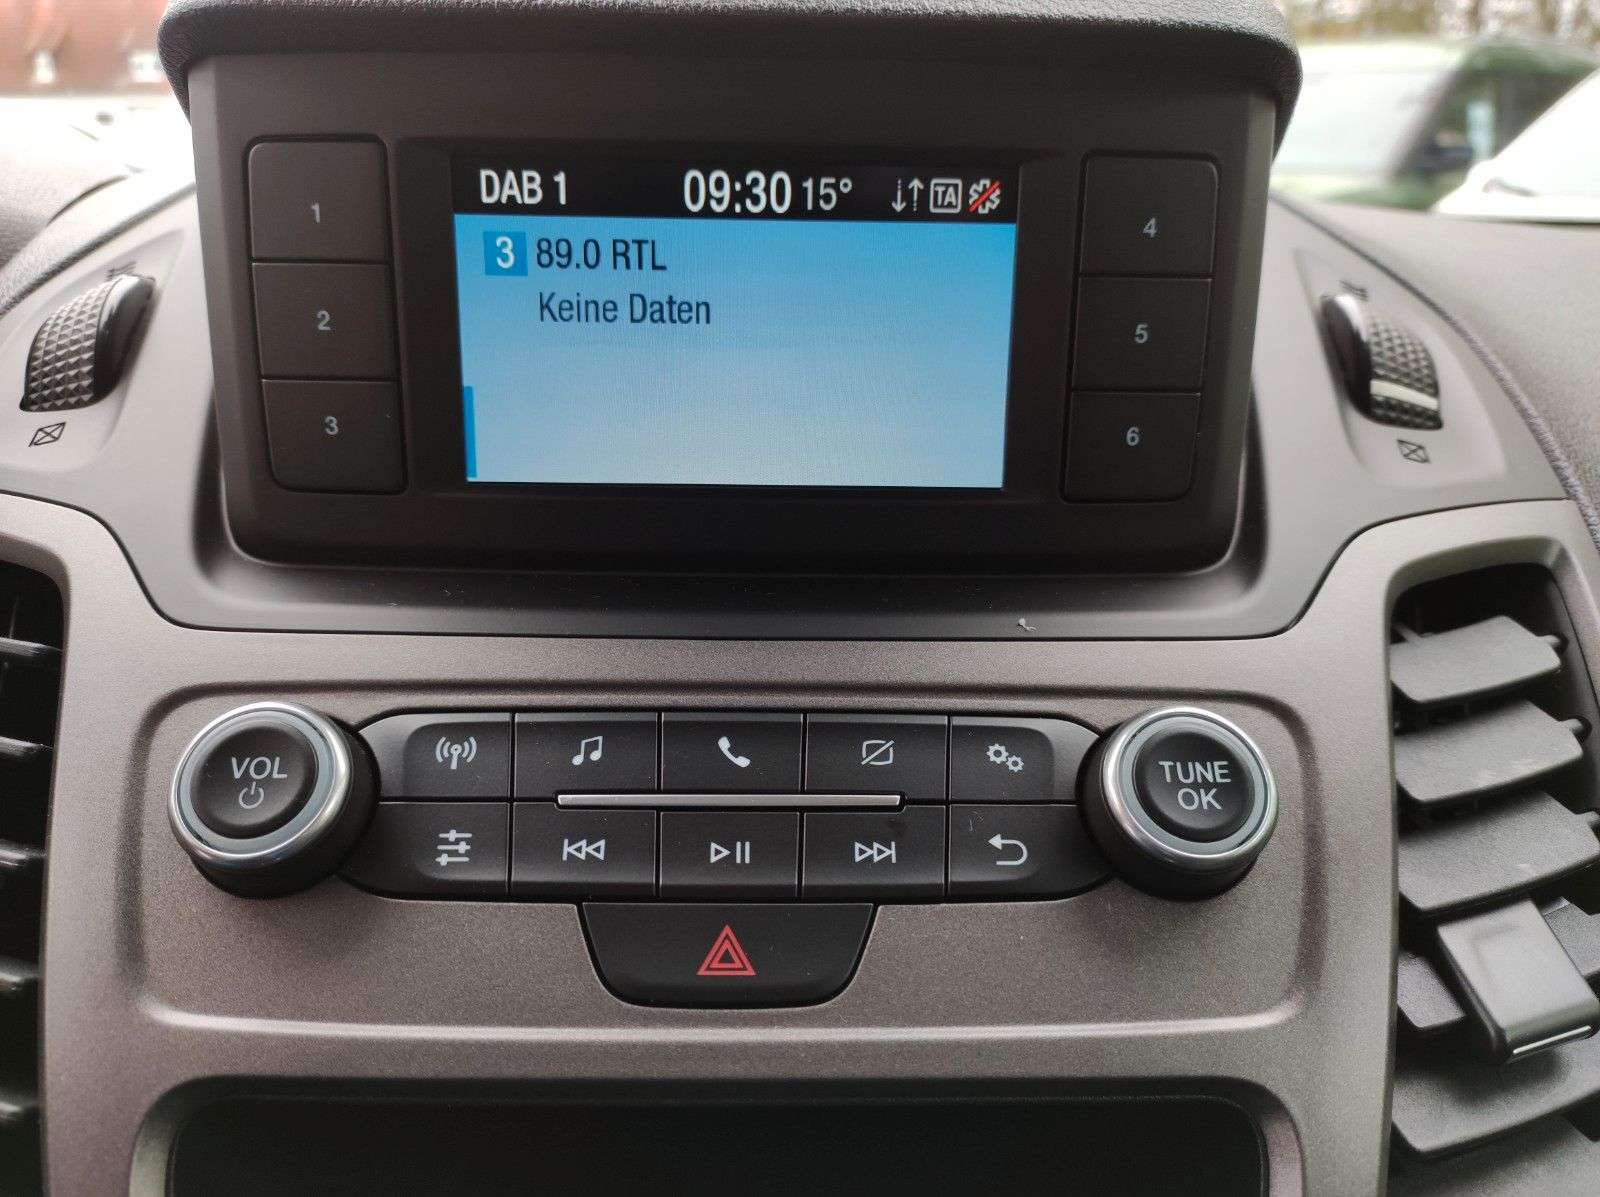 DAB 1 09:30 15° TA
3 89.0 RTL
Keine Daten
1
2
3
4
5
6
VOL
TUNE
OK